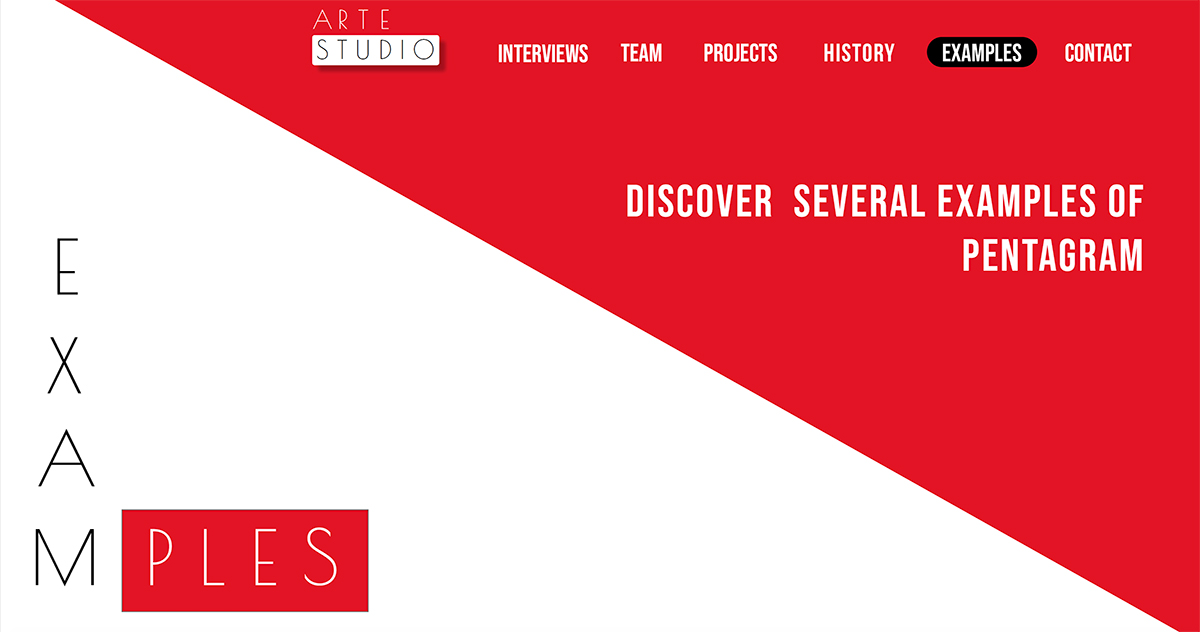 ARTE
STUDIO
INTERVIEWS TEAM PROJECTS HISTORY EXAMPLES CONTACT
DISCOVER SEVERAL EXAMPLES OF
PENTAGRAM
E
X
A
M PLES